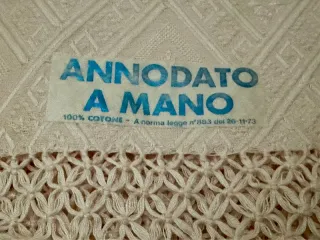 ANNODATO
A MANO
100% COTONE - A norma legge n° 883 del 26-11-73